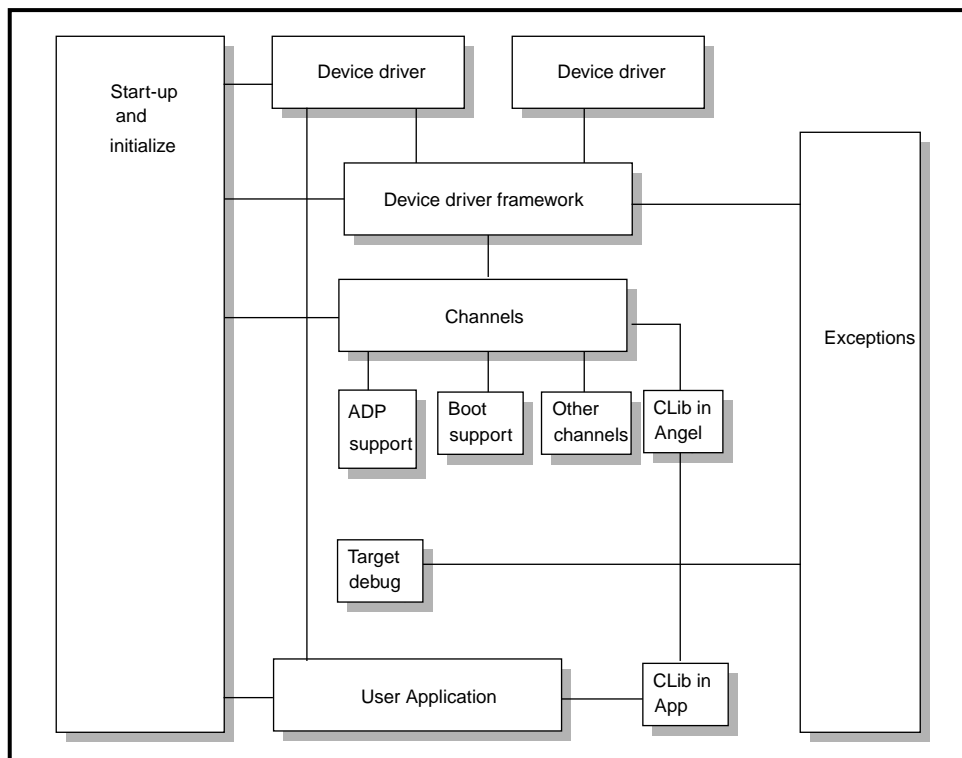 Start-up
and
initialize
Device driver
Device driver
Device driver framework
Channels
Exceptions
ADP
support
Boot
support
Other
channels
CLib in
Angel
Target
debug
User Application
CLib in
App